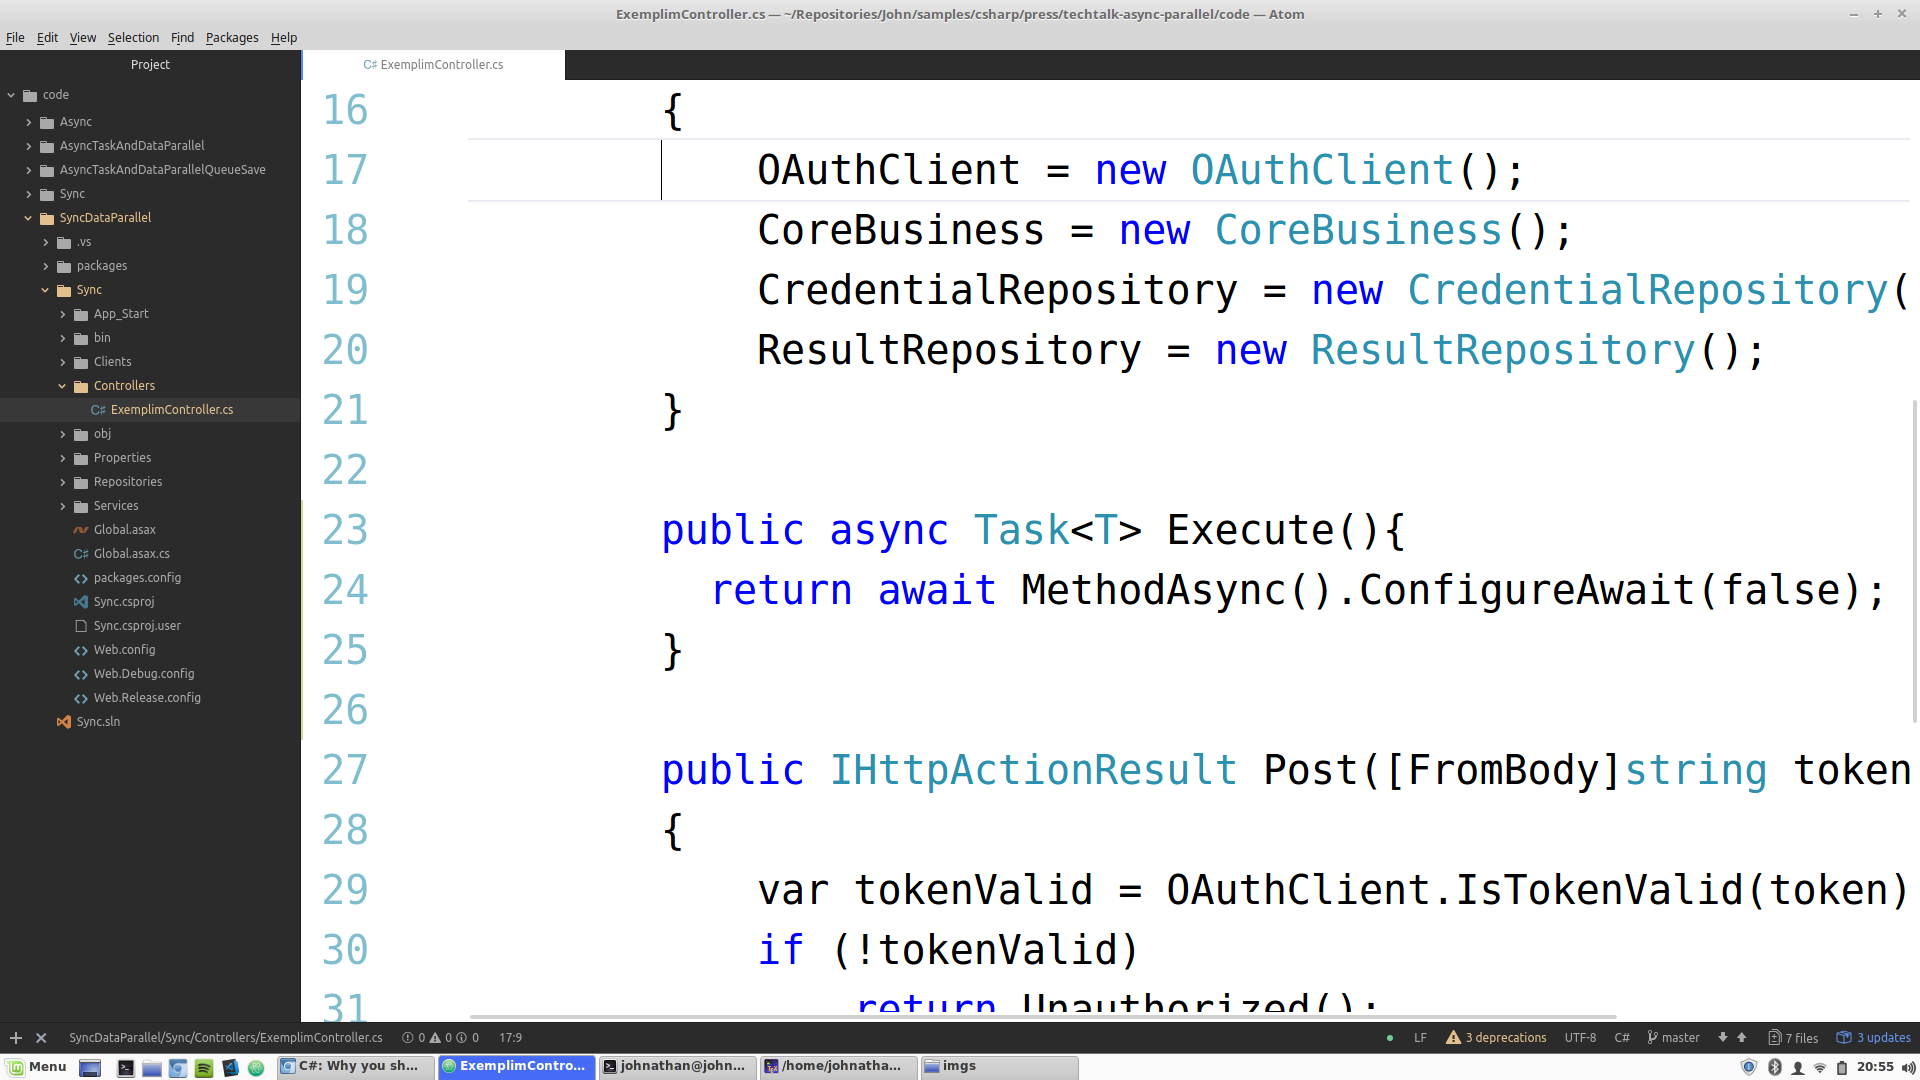 ExemplimController.cs — ~/Repositories/John/samples/csharp/press/techtalk-async-parallel/code — Atom
File Edit View Selection Find Packages Help
Project
code
Async
AsyncTaskAndDataParallel
AsyncTaskAndDataParallelQueueSave
Sync
SyncDataParallel
.vs
packages
Sync
App_Start
bin
Clients
Controllers
C# ExemplimController.cs
obj
Properties
Repositories
Services
Global.asax
C# Global.asax.cs
packages.config
Sync.csproj
Sync.csproj.user
Web.config
Web.Debug.config
Web.Release.config
Sync.sln
C# ExemplimController.cs
16 {
17 OAuthClient = new OAuthClient();
18 CoreBusiness = new CoreBusiness();
19 CredentialRepository = new CredentialRepository(
20 ResultRepository = new ResultRepository();
21 }
22
23 public async Task<T> Execute(){
24 return await MethodAsync().ConfigureAwait(false);
25 }
26
27 public IHttpActionResult Post([FromBody]string token
28 {
29 var tokenValid = OAuthClient.IsTokenValid(token)
30 if (!tokenValid)
31 return Unauthorized();
SyncDataParallel/Sync/Controllers/ExemplimController.cs 0 0 0 17:9 LF 3 deprecations UTF-8 C# master 7 files 3 updates
Menu C#: Why you sh... ExemplimContro... johnathan@john... /home/johnatha... imgs 20:55